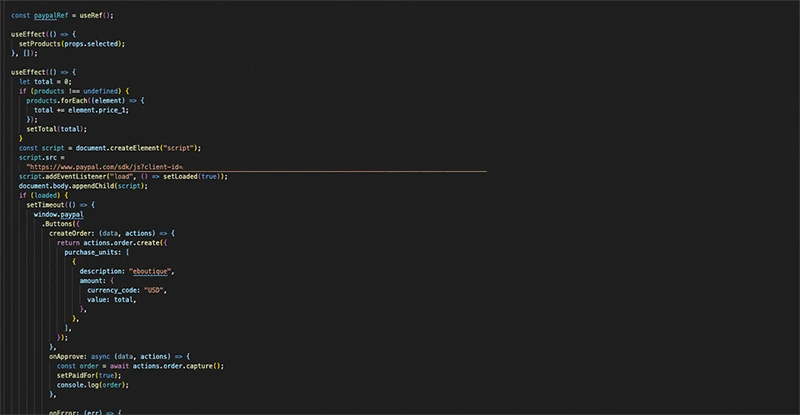 const paypalRef = useRef();
useEffect(() => {
setProducts(props.selected);
}, []);
useEffect(() => {
let total = 0;
if (products !== undefined) {
products.forEach((element) => {
total += element.price_1;
});
setTotal(total);
}
const script = document.createElement("script");
script.src =
"https://www.paypal.com/sdk/js?client-id=
script.addEventListener("load", () => setLoaded(true));
document.body.appendChild(script);
if (loaded) {
setTimeout(() => {
window.paypal
.Buttons({
createOrder: (data, actions) => {
return actions.order.create({
purchase_units: [
{
description: "eboutique",
amount: {
currency_code: "USD",
value: total,
},
},
],
});
},
onApprove: async (data, actions) => {
const order = await actions.order.capture();
setPaidFor(true);
console.log(order);
},
onError: (err) => {